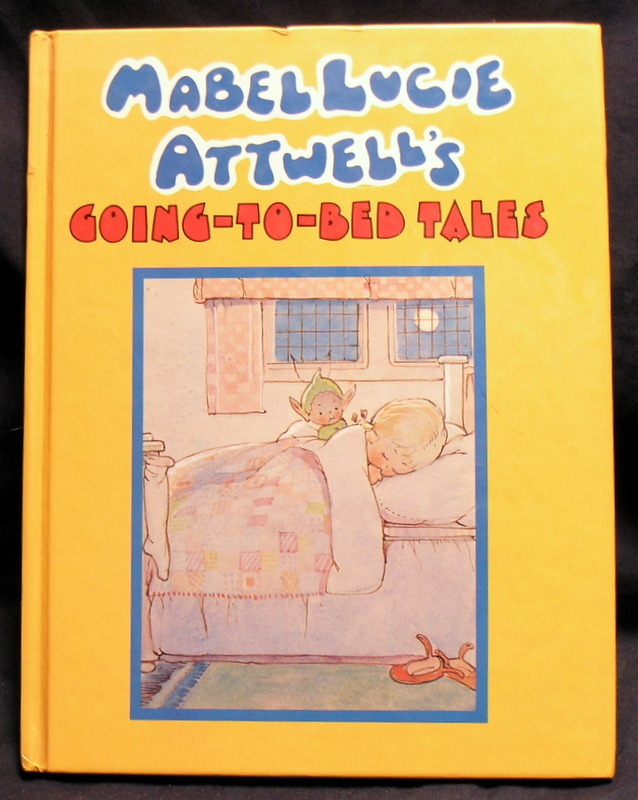 MABEL LUCIE
ATTWELL'S
GOING-TO-BED TALES